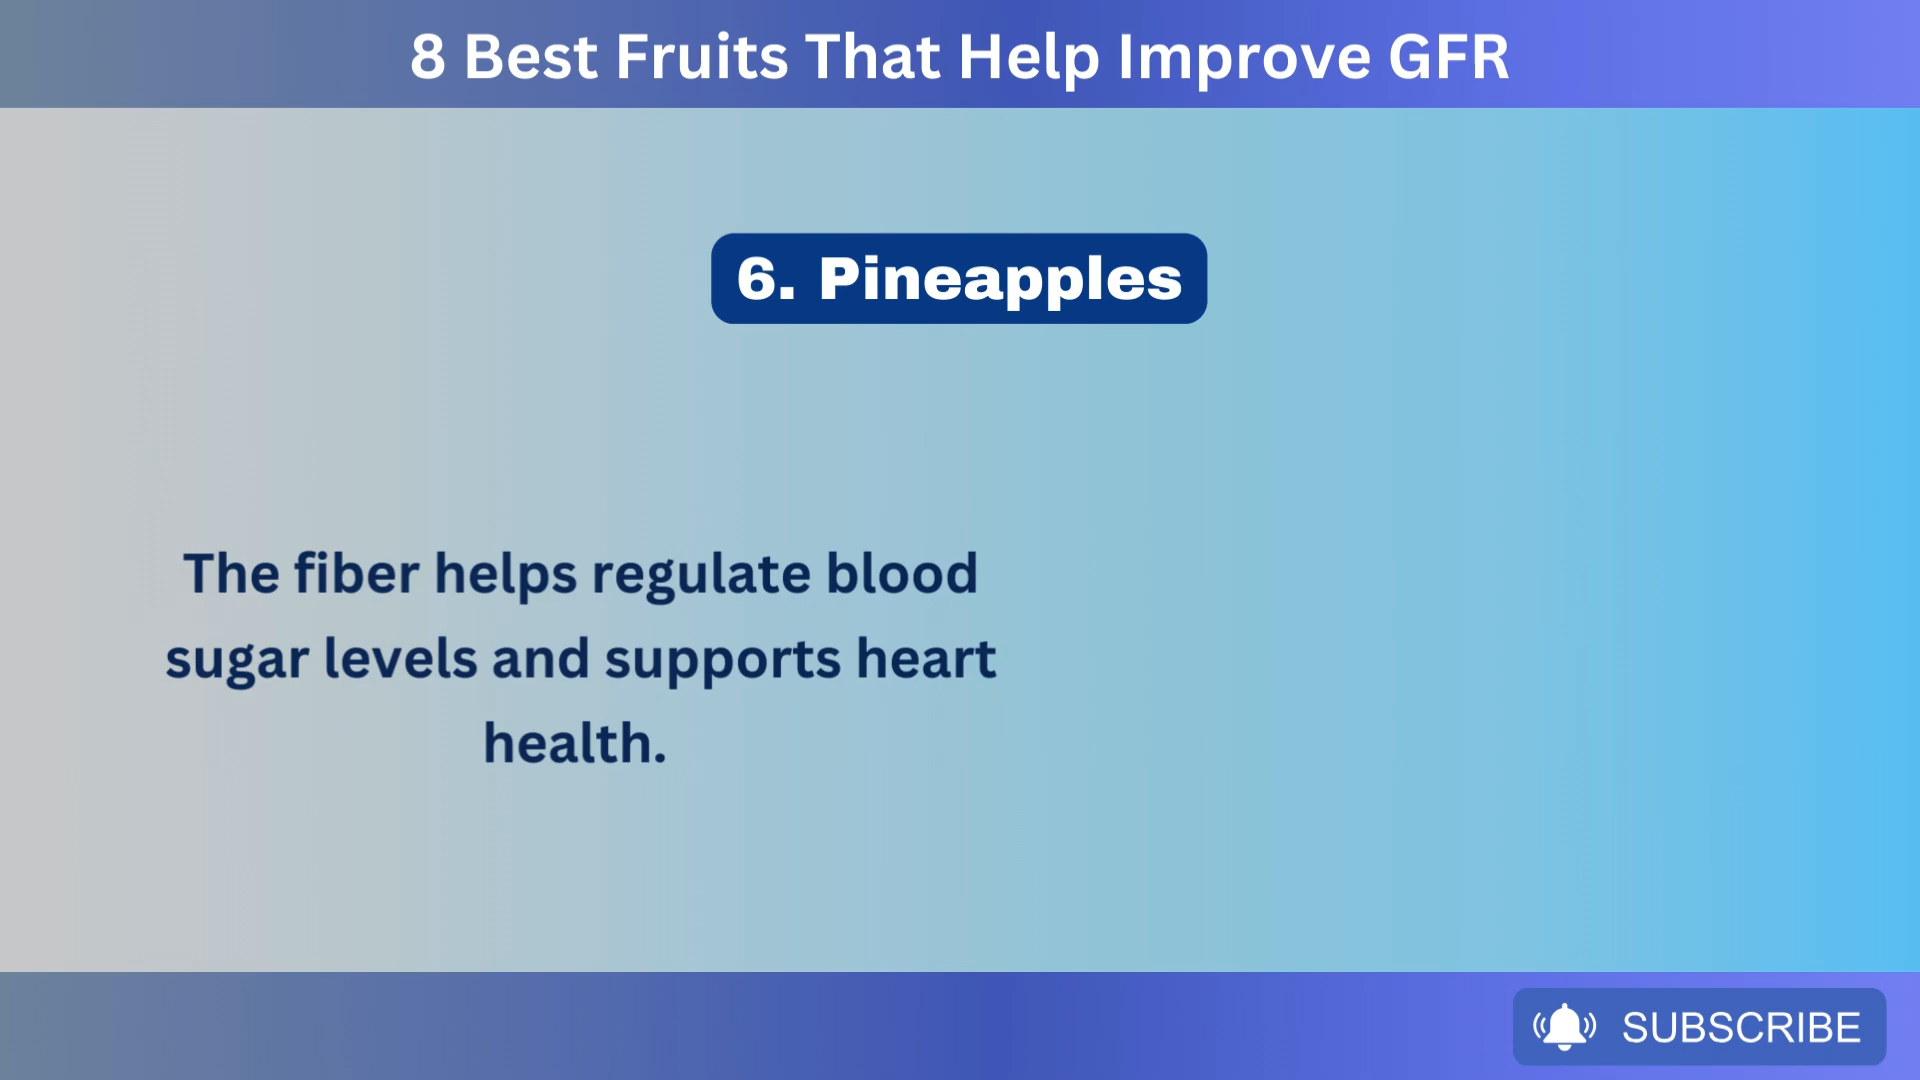 8 Best Fruits That Help Improve GFR
6. Pineapples
The fiber helps regulate blood
sugar levels and supports heart
health.
SUBSCRIBE